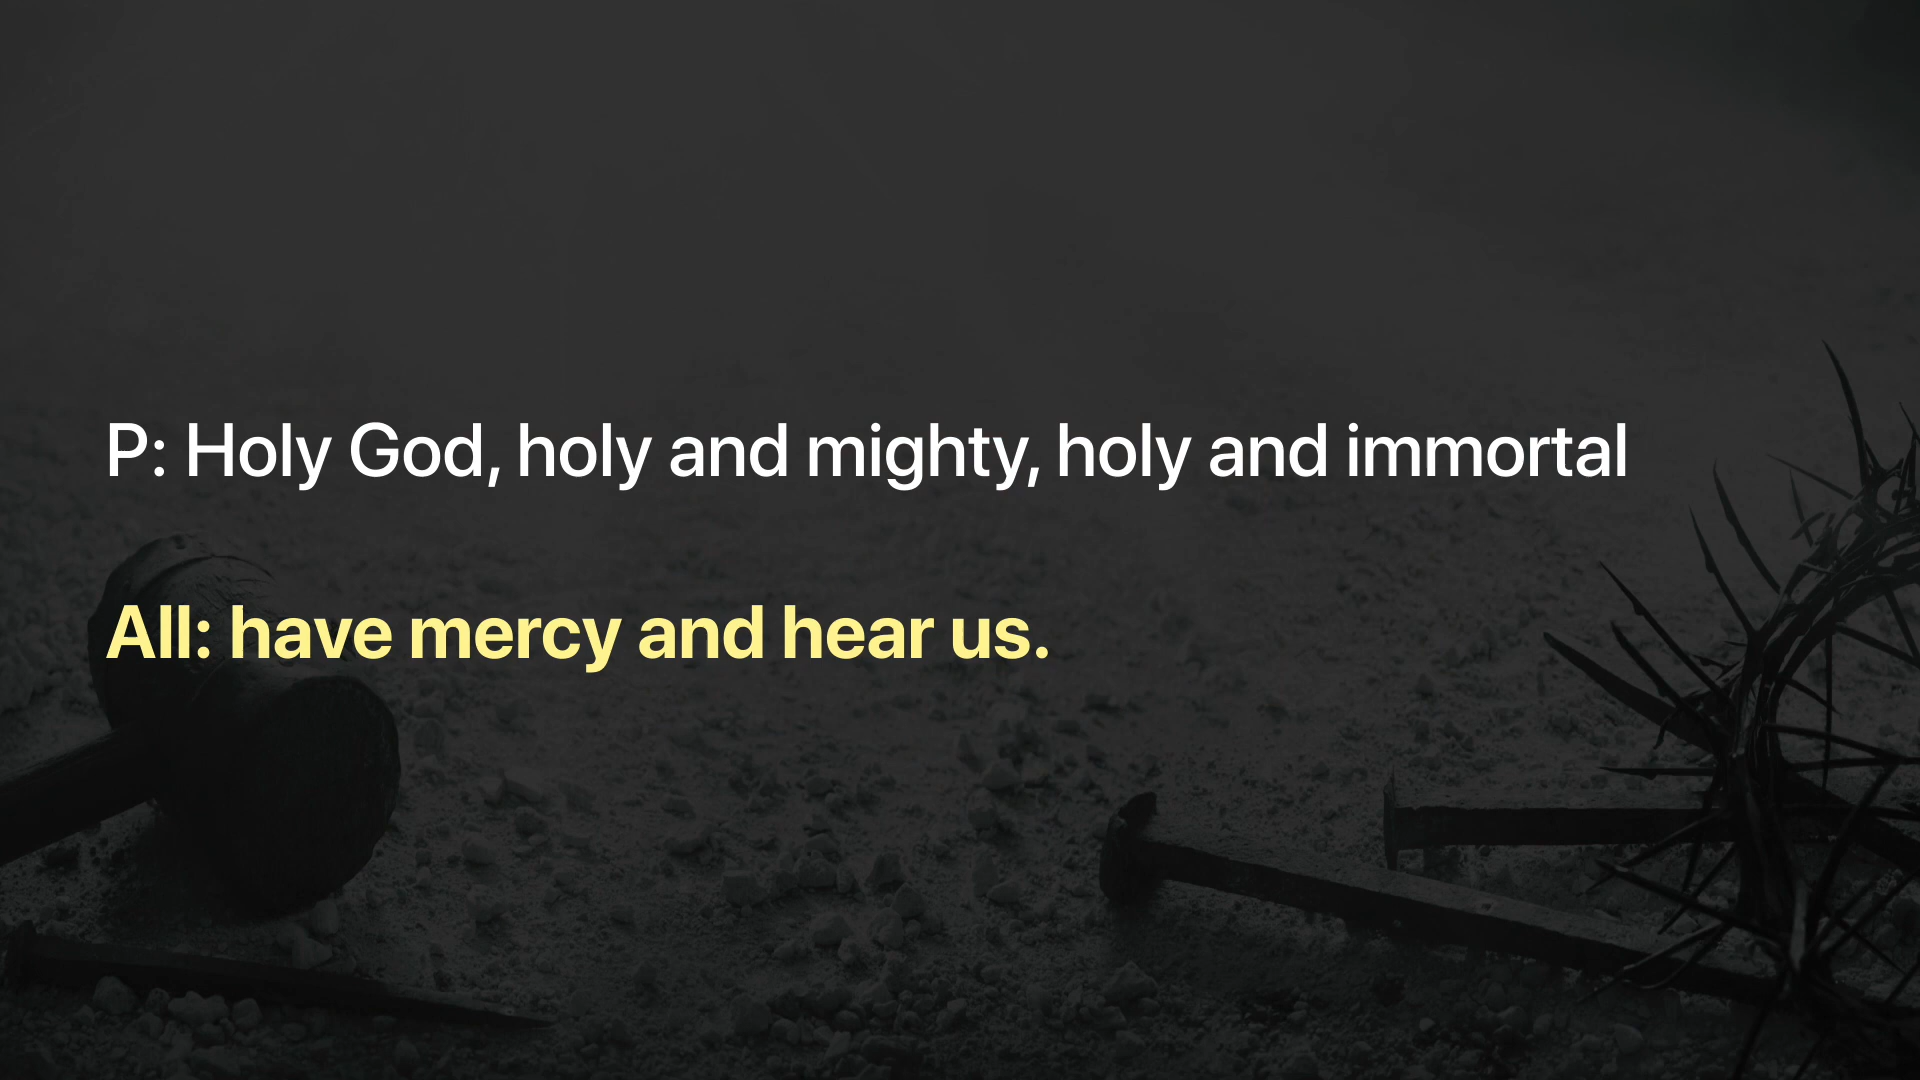 P: Holy God, holy and mighty, holy and immortal
All: have mercy and hear us.